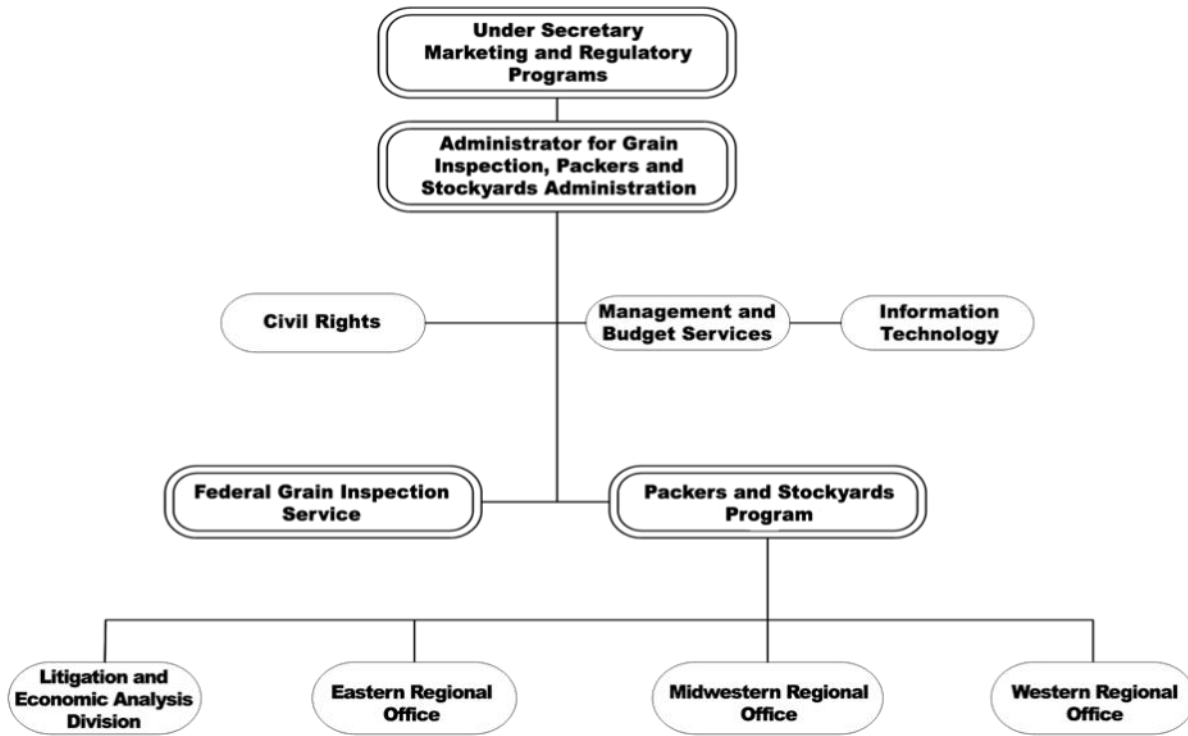 Under Secretary
Marketing and Regulatory
Programs
Administrator for Grain
Inspection, Packers and
Stockyards Administration
Civil Rights
Management and
Budget Services
Information
Technology
Federal Grain Inspection
Service
Packers and Stockyards
Program
Litigation and
Economic Analysis
Division
Eastern Regional
Office
Midwestern Regional
Office
Western Regional
Office